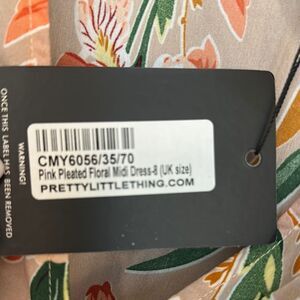 CMY6056/35/70
Pink Pleated Floral Midi Dress-8 (UK size)
PRETTYLITTLETHING.COM
WARNING!
ONCE THIS LABEL HAS BEEN REMOVED